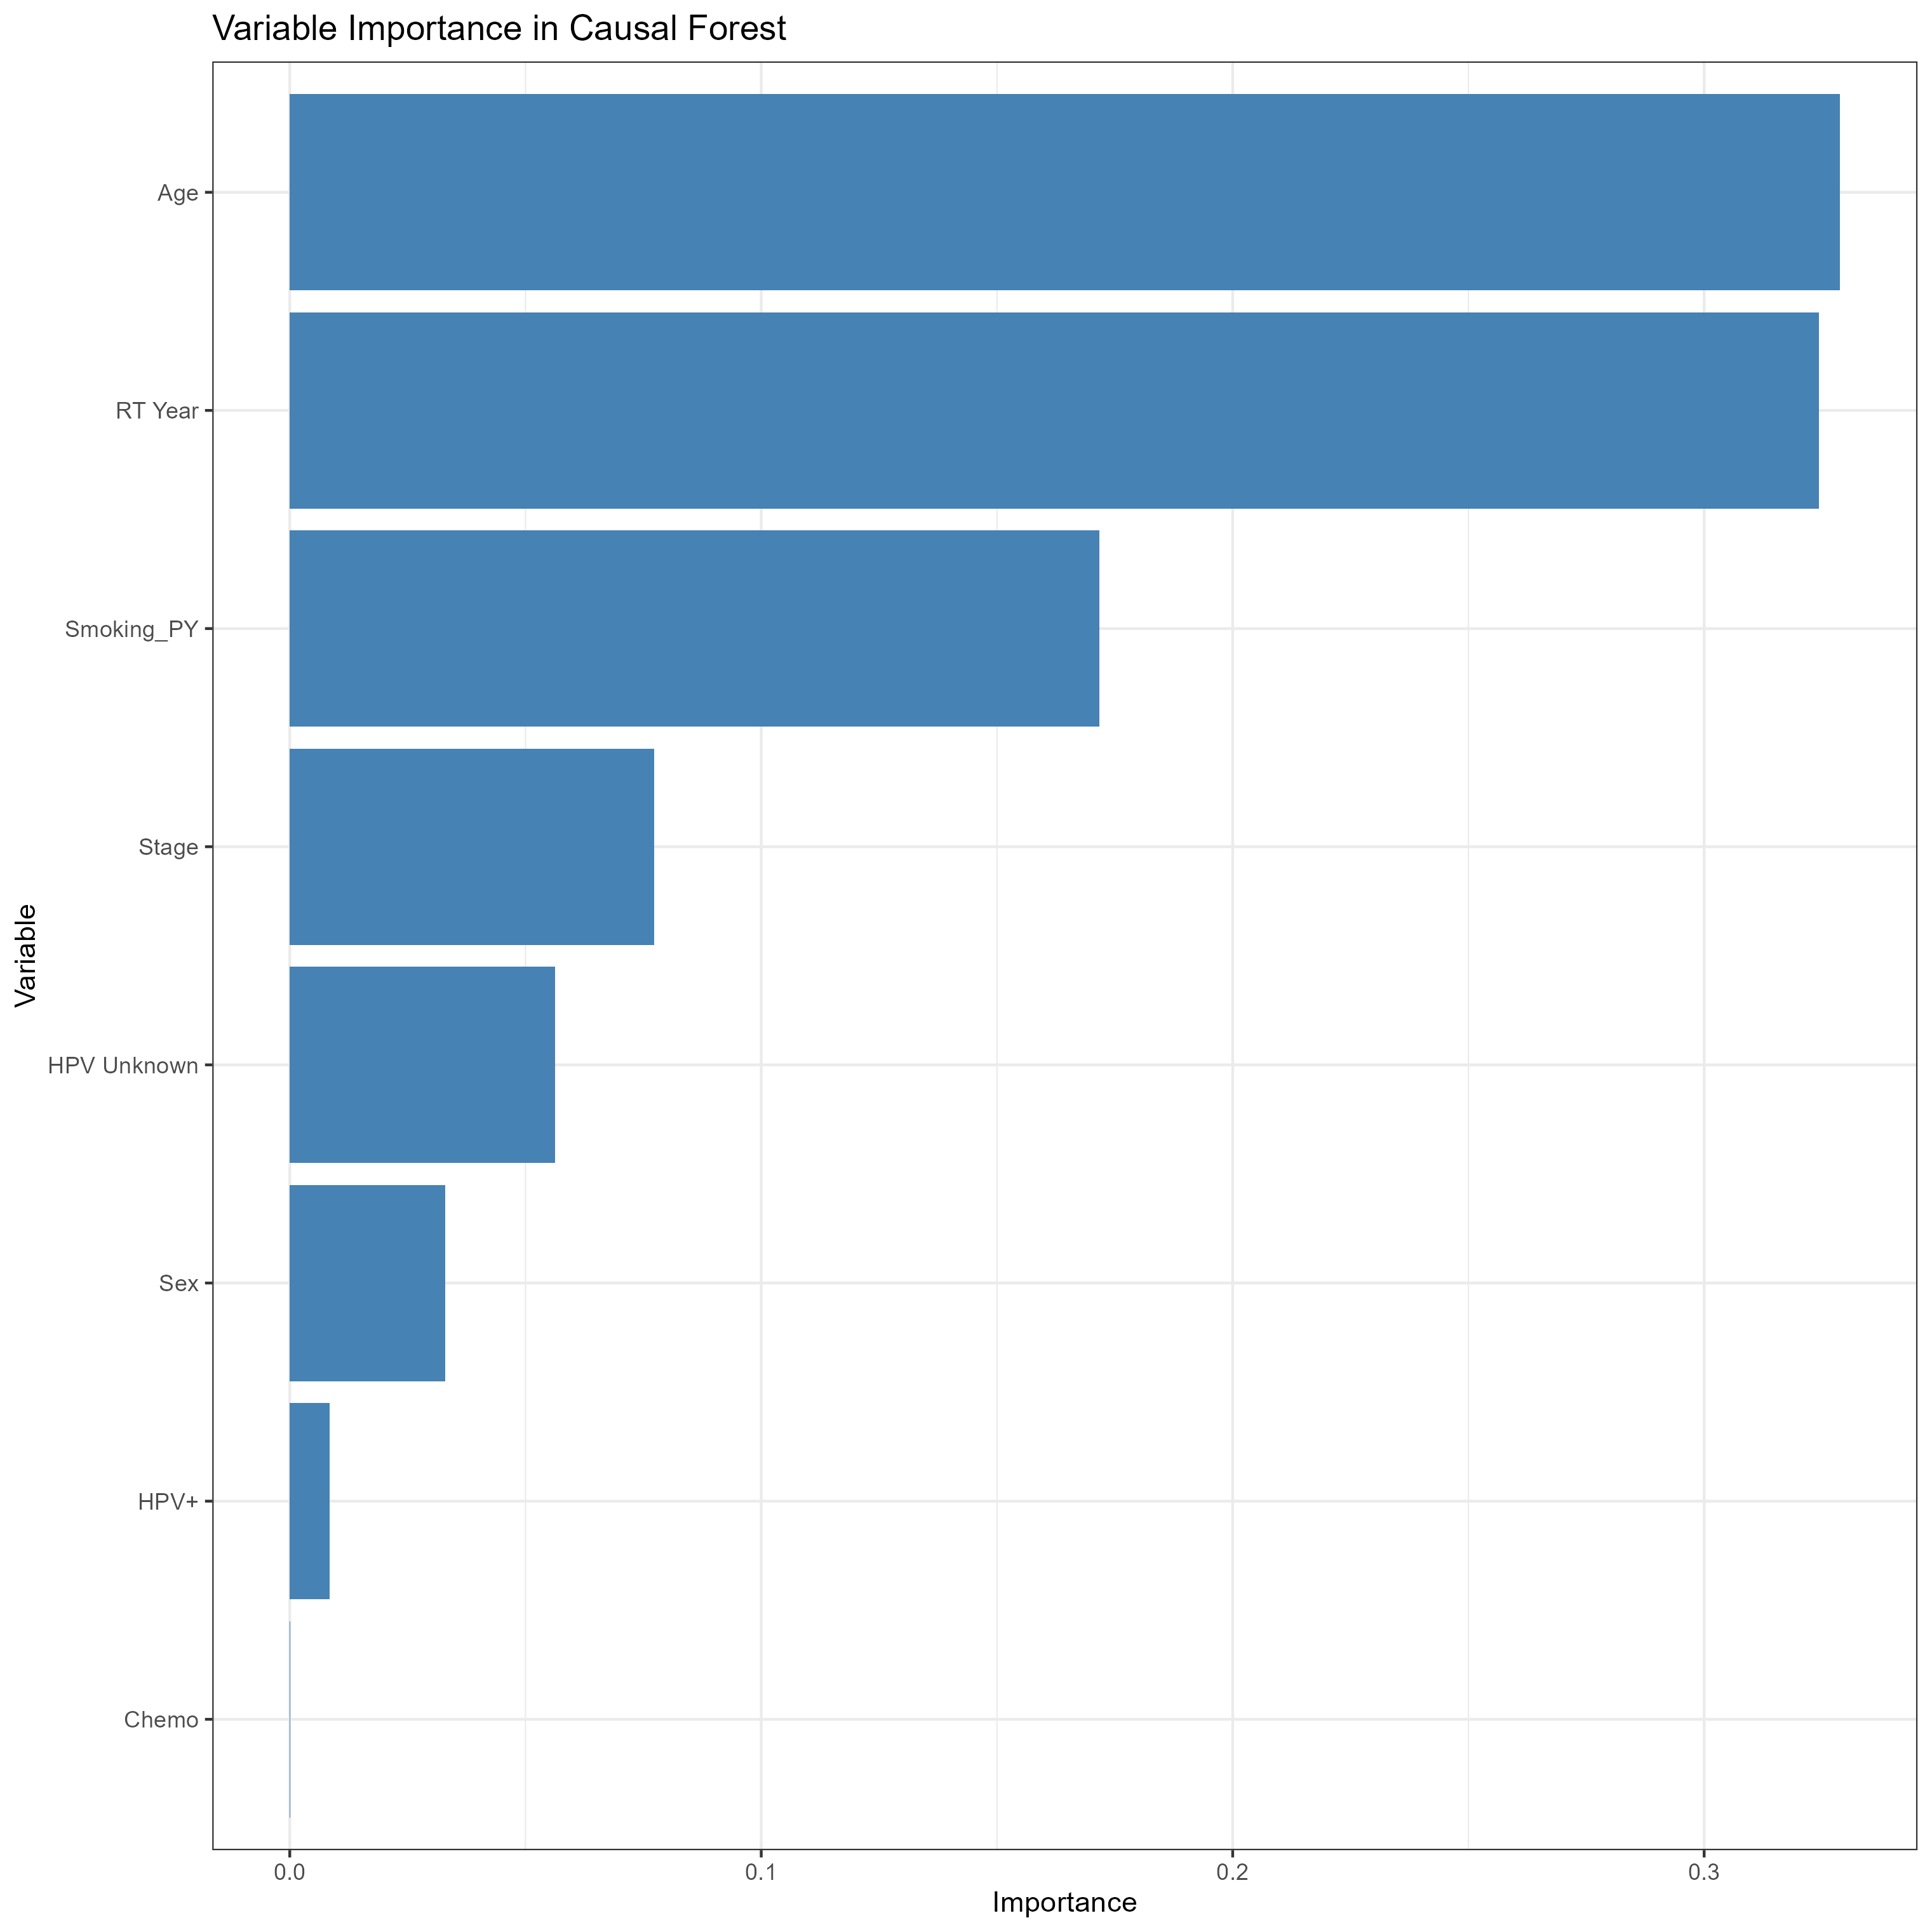 Variable Importance in Causal Forest
Age
RT Year
Smoking_PY
Stage
HPV Unknown
Sex
HPV+
Chemo
Variable
0.0 0.1 0.2 0.3
Importance